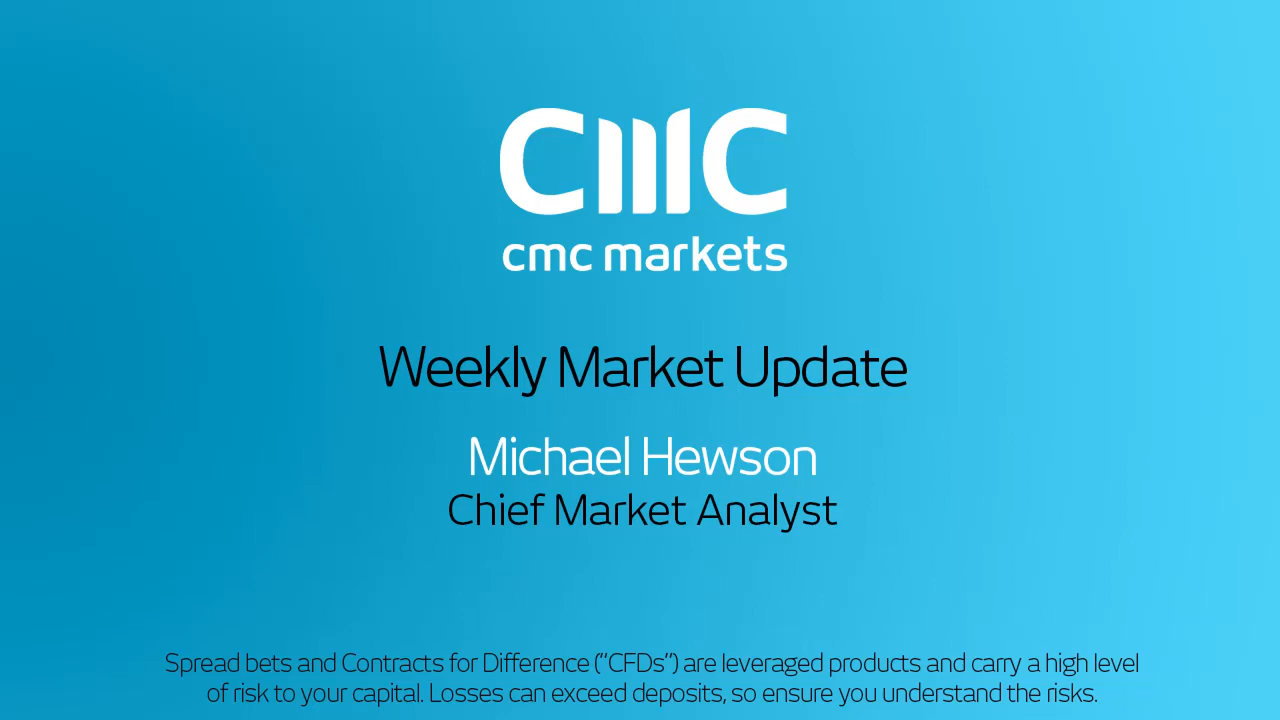 CMC
cmc markets
Weekly Market Update
Michael Hewson
Chief Market Analyst
Spread bets and Contracts for Difference (”CFDs”) are leveraged products and carry a high level
of risk to your capital. Losses can exceed deposits, so ensure you understand the risks.